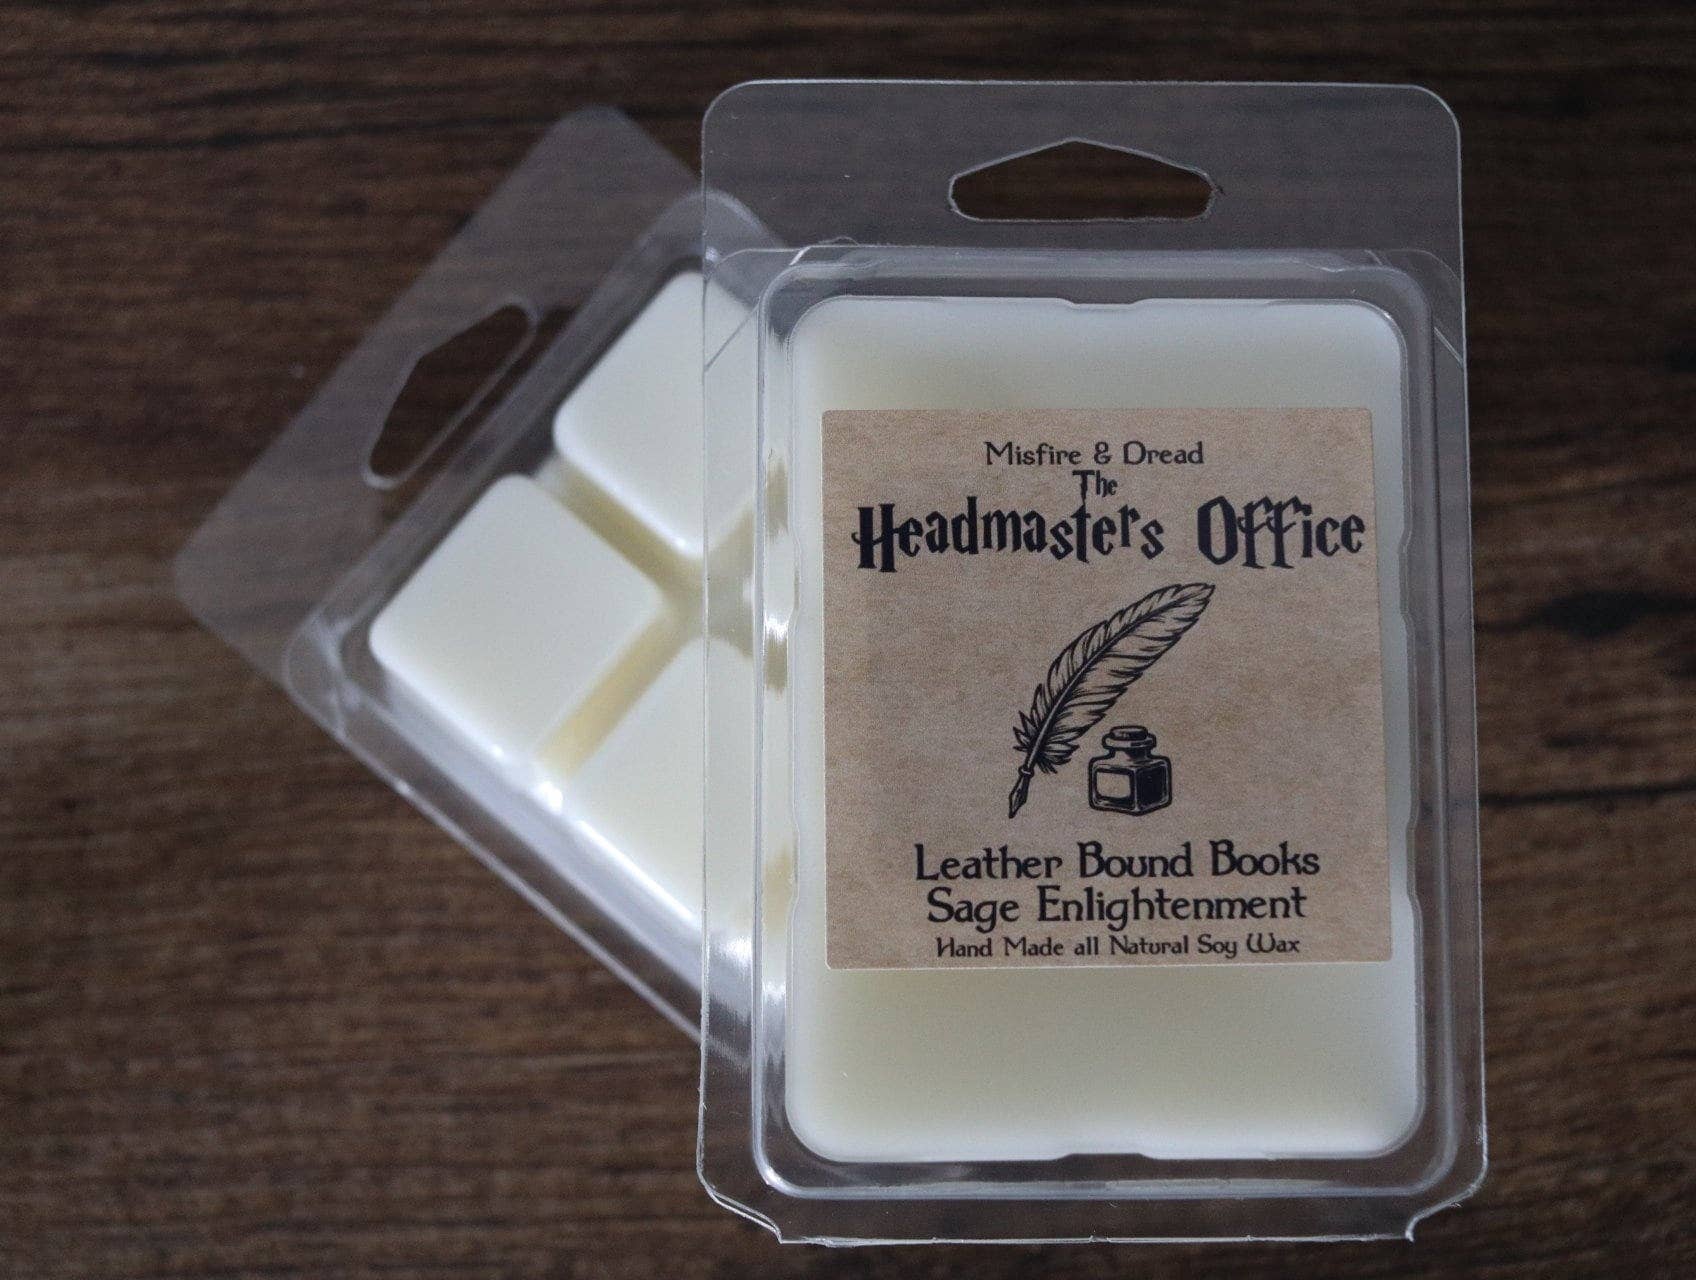 Misfire & Dread
The
Headmasters Office
Leather Bound Books
Sage Enlightenment
Hand Made all Natural Soy Wax